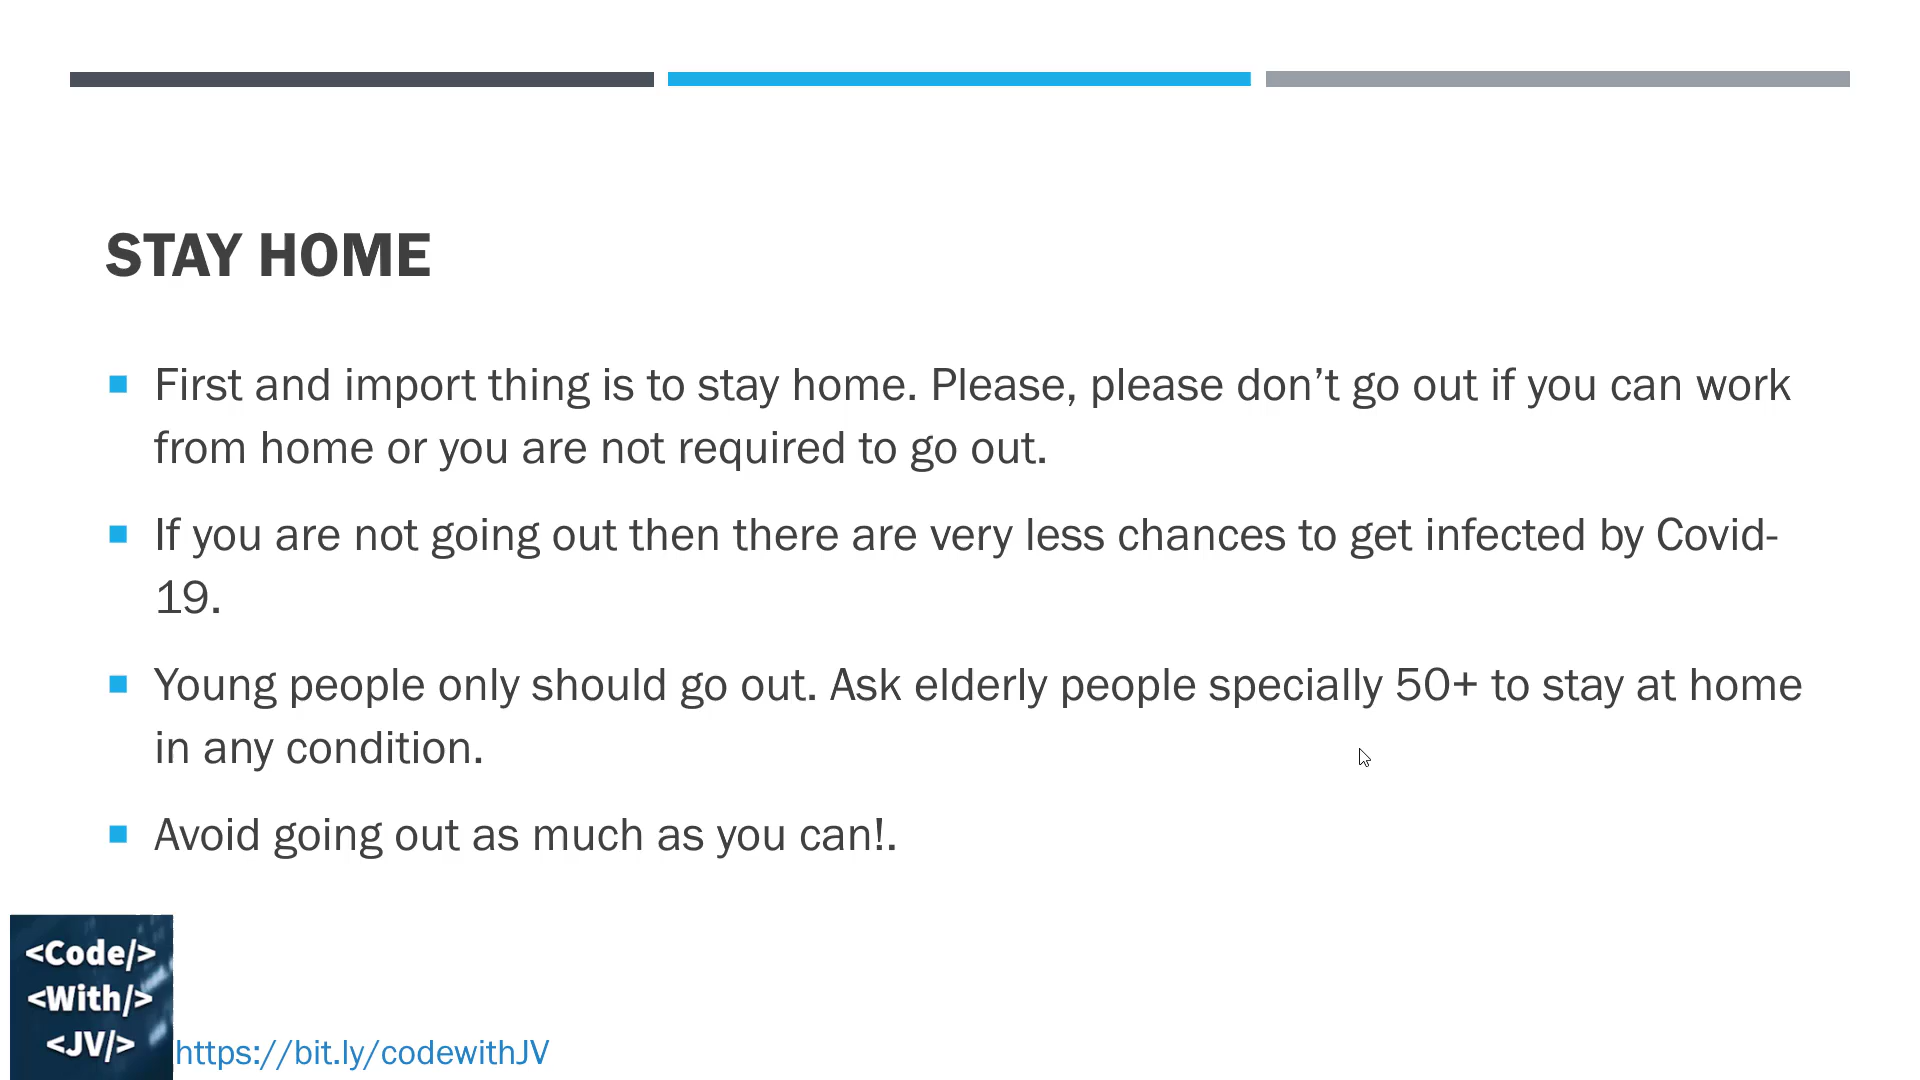 STAY HOME
First and import thing is to stay home. Please, please don’t go out if you can work
from home or you are not required to go out.
If you are not going out then there are very less chances to get infected by Covid-
19.
Young people only should go out. Ask elderly people specially 50+ to stay at home
in any condition.
Avoid going out as much as you can!.
<Code/>
<With/>
<JV/>
https://bit.ly/codewithJV